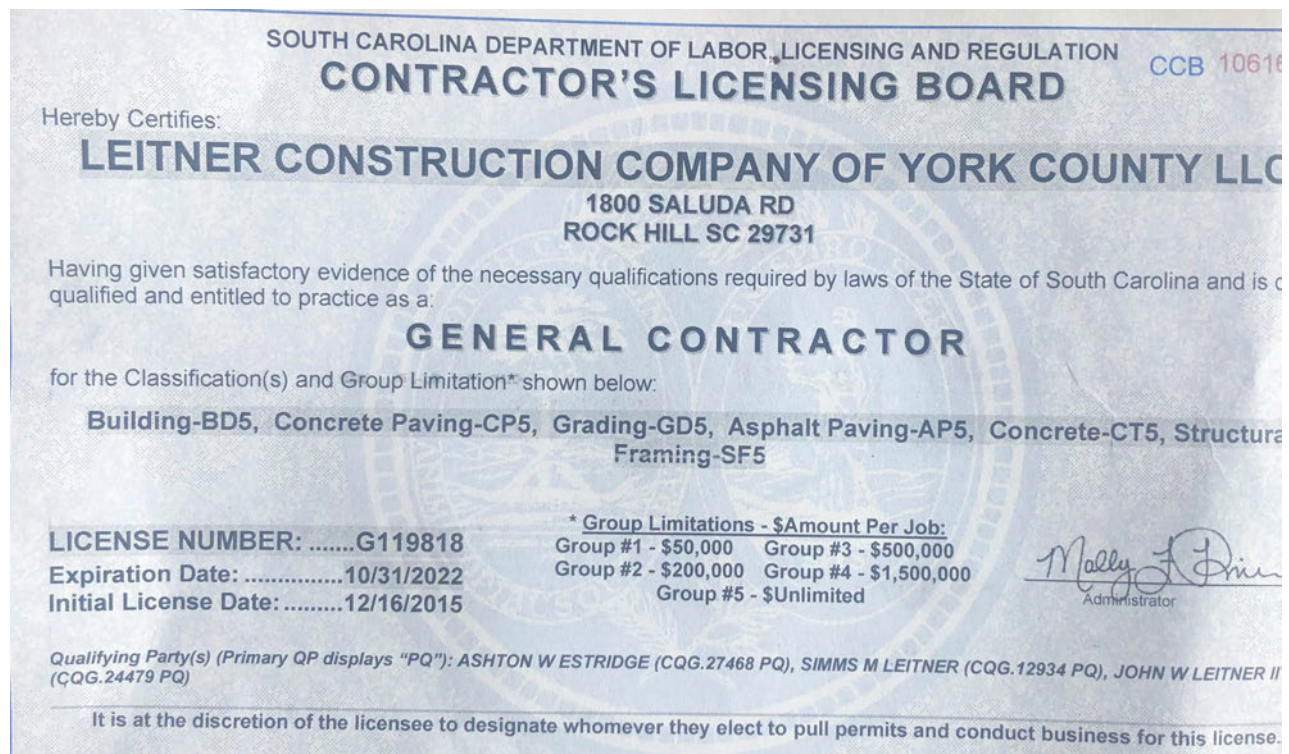 SOUTH CAROLINA DEPARTMENT OF LABOR, LICENSING AND REGULATION
CCB 10616
CONTRACTOR'S LICENSING BOARD
Hereby Certifies:
LEITNER CONSTRUCTION COMPANY OF YORK COUNTY LLC
1800 SALUDA RD
ROCK HILL SC 29731
Having given satisfactory evidence of the necessary qualifications required by laws of the State of South Carolina and is
qualified and entitled to practice as a:
GENERAL CONTRACTOR
for the Classification(s) and Group Limitation* shown below:
Building-BD5, Concrete Paving-CP5, Grading-GD5, Asphalt Paving-AP5, Concrete-CT5, Structura
Framing-SF5
* Group Limitations - $Amount Per Job:
Group #1 - $50,000 Group #3 - $500,000
Group #2 - $200,000 Group #4 - $1,500,000
Group #5 - $Unlimited
LICENSE NUMBER: .......G119818
Expiration Date: ...............10/31/2022
Initial License Date: .........12/16/2015
Administrator
Qualifying Party(s) (Primary QP displays "PQ"): ASHTON W ESTRIDGE (CQG.27468 PQ), SIMMS M LEITNER (CQG.12934 PQ), JOHN W LEITNER II
(CQG.24479 PQ)
It is at the discretion of the licensee to designate whomever they elect to pull permits and conduct business for this license.